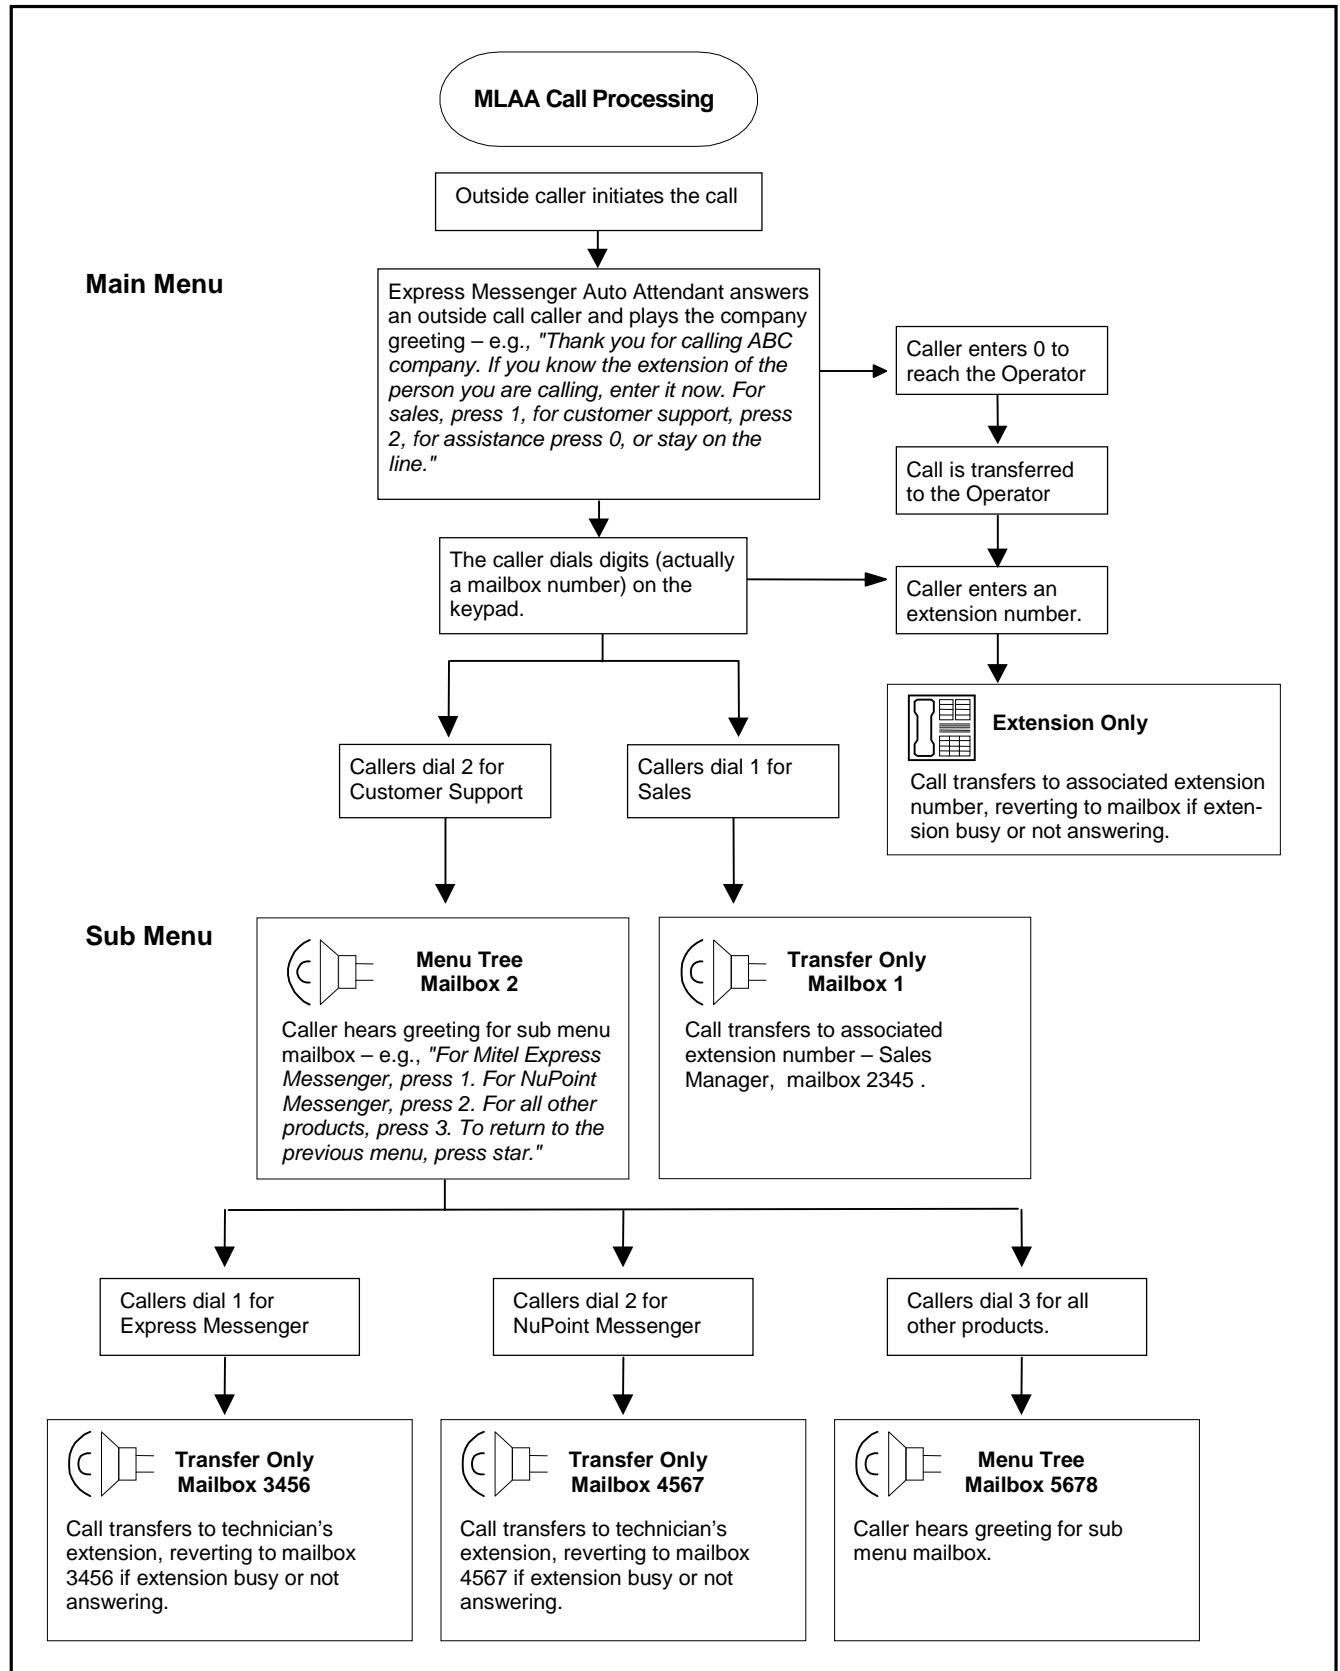 MLAA Call Processing
Outside caller initiates the call
Main Menu
Express Messenger Auto Attendant answers
an outside call caller and plays the company
greeting – e.g., "Thank you for calling ABC
company. If you know the extension of the
person you are calling, enter it now. For
sales, press 1, for customer support, press
2, for assistance press 0, or stay on the
line."
Caller enters 0 to
reach the Operator
Call is transferred
to the Operator
The caller dials digits (actually
a mailbox number) on the
keypad.
Caller enters an
extension number.
Extension Only
Call transfers to associated extension
number, reverting to mailbox if exten-
sion busy or not answering.
Callers dial 2 for
Customer Support
Callers dial 1 for
Sales
Sub Menu
Menu Tree
Mailbox 2
Caller hears greeting for sub menu
mailbox – e.g., "For Mitel Express
Messenger, press 1. For NuPoint
Messenger, press 2. For all other
products, press 3. To return to the
previous menu, press star."
Transfer Only
Mailbox 1
Call transfers to associated
extension number – Sales
Manager, mailbox 2345 .
Callers dial 1 for
Express Messenger
Callers dial 2 for
NuPoint Messenger
Callers dial 3 for all
other products.
Transfer Only
Mailbox 3456
Call transfers to technician’s
extension, reverting to mailbox
3456 if extension busy or not
answering.
Transfer Only
Mailbox 4567
Call transfers to technician’s
extension, reverting to mailbox
4567 if extension busy or not
answering.
Menu Tree
Mailbox 5678
Caller hears greeting for sub
menu mailbox.